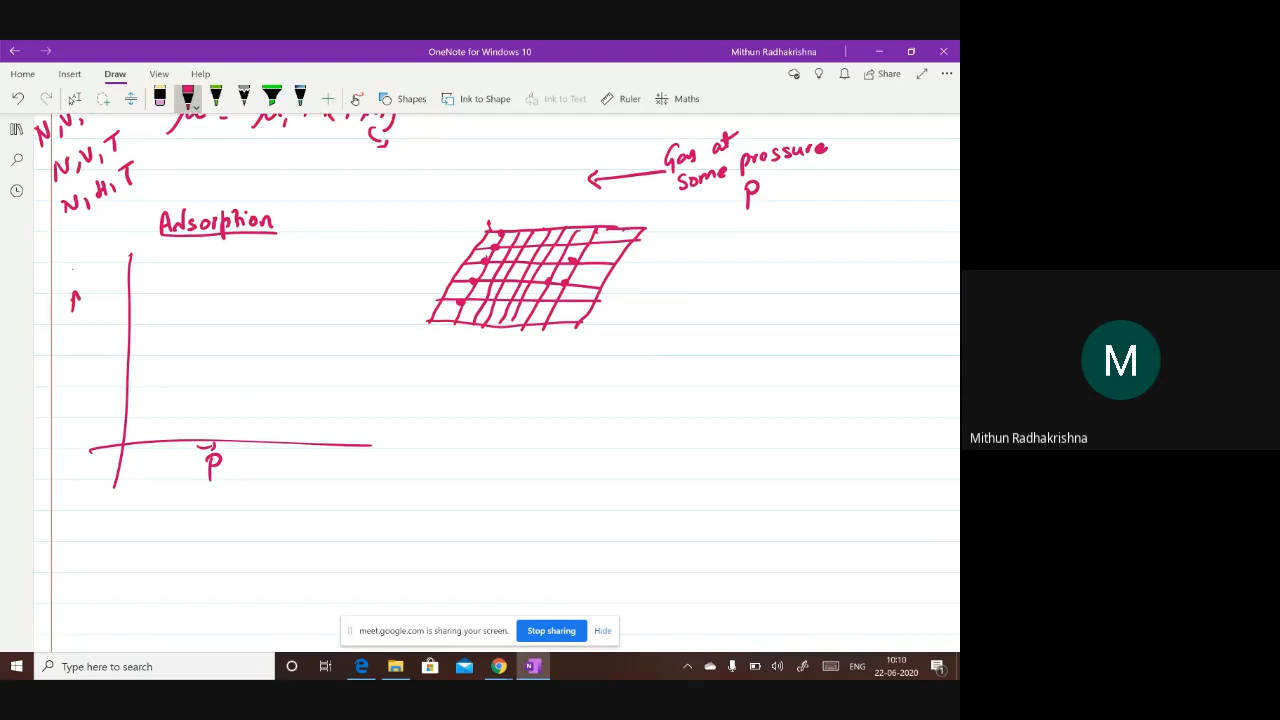 OneNote for Windows 10
Mithun Radhakrishna
Home Insert Draw View Help
Share
Shapes
Ink to Shape
Ink to Text
Ruler
Maths
N, V, T
N, H, T
Adsorption
Gas at
some pressure
P
P
M
Mithun Radhakrishna
meet.google.com is sharing your screen.
Stop sharing
Hide
Type here to search
ENG
10:10
22-06-2020